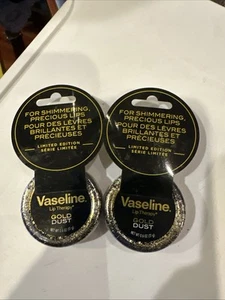 FOR SHIMMERING,
PRECIOUS LIPS
POUR DES LÈVRES
BRILLANTES ET
PRÉCIEUSES
LIMITED EDITION
SÉRIE LIMITÉE
Vaseline
Lip Therapy
GOLD
DUST
FOR SHIMMERING,
PRECIOUS LIPS
POUR DES LÈVRES
BRILLANTES ET
PRÉCIEUSES
LIMITED EDITION
SÉRIE LIMITÉE
Vaseline
Lip Therapy
GOLD
DUST